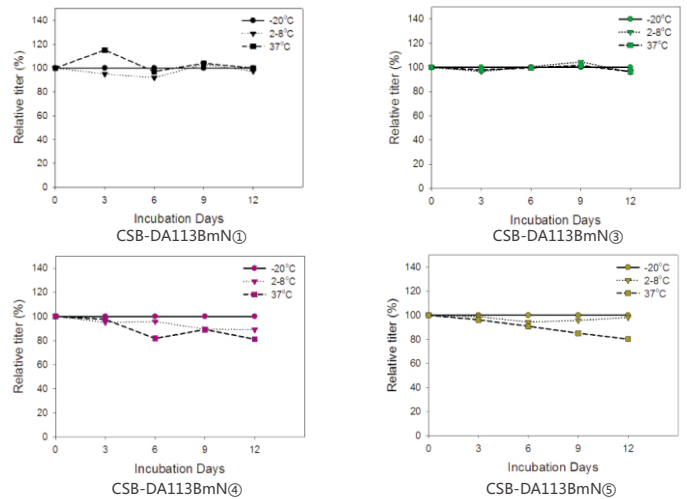 140
120
100
80
60
40
20
0
Relative titer (%)
-20°C
2-8°C
37°C
0 3 6 9 12
Incubation Days
CSB-DA113BmN①
140
120
100
80
60
40
20
0
Relative titer (%)
-20°C
2-8°C
37°C
0 3 6 9 12
Incubation Days
CSB-DA113BmN③
140
120
100
80
60
40
20
0
Relative titer (%)
-20°C
2-8°C
37°C
0 3 6 9 12
Incubation Days
CSB-DA113BmN④
140
120
100
80
60
40
20
0
Relative titer (%)
-20°C
2-8°C
37°C
0 3 6 9 12
Incubation Days
CSB-DA113BmN⑤